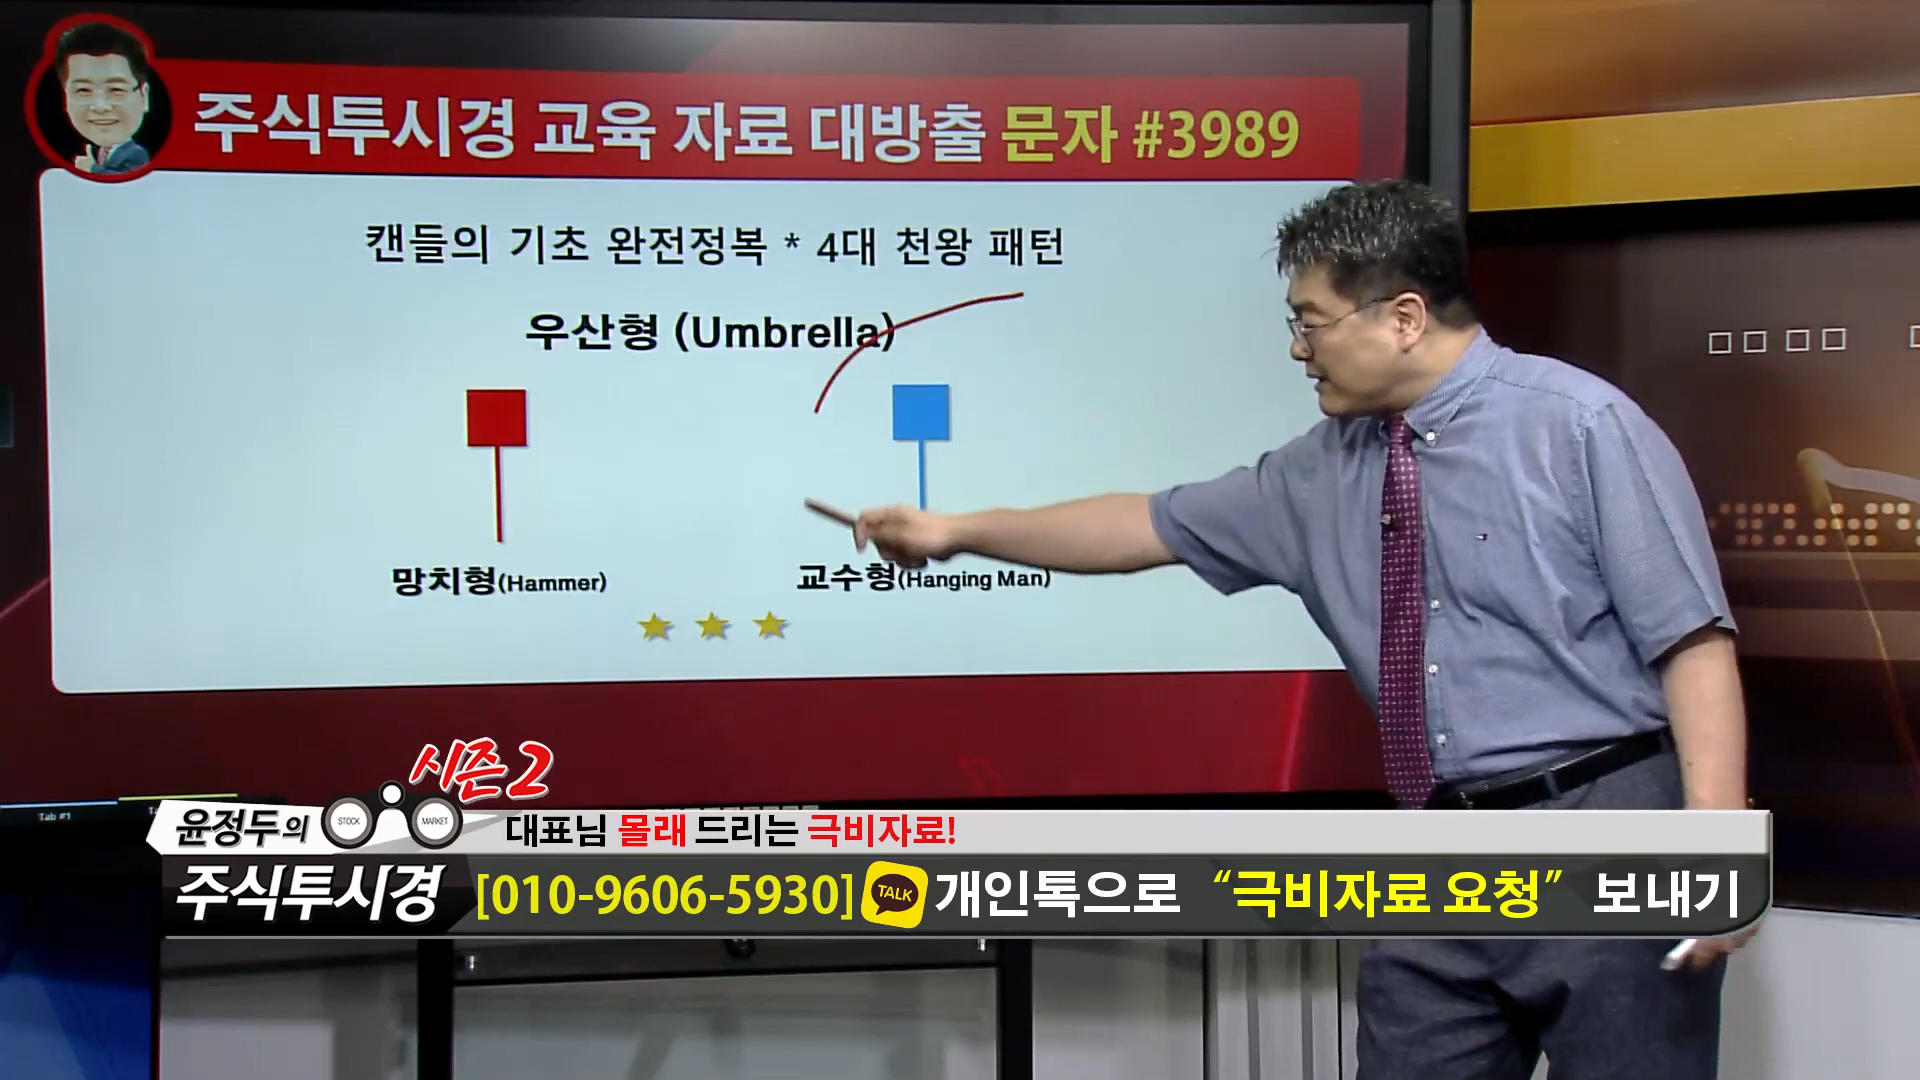 주식투시경 교육 자료 대방출 문자 #3989
캔들의 기초 완전정복 * 4대 천왕 패턴
우산형 (Umbrella)
망치형(Hammer)
교수형(Hanging Man)
Tab #1
시즌2
윤정두의
STOCK
MARKET
주식투시경
대표님 몰래 드리는 극비자료!
[010-9606-5930] TALK 개인톡으로 “극비자료 요청” 보내기